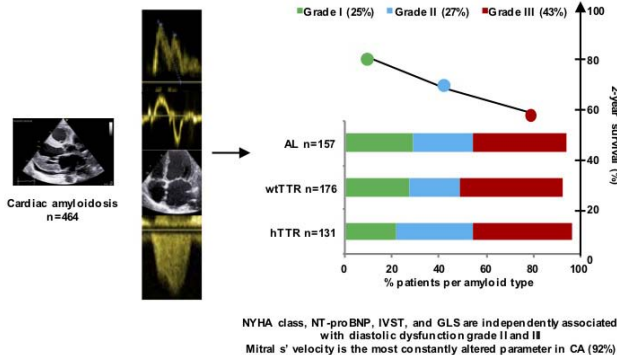 Grade I (25%) Grade II (27%) Grade III (43%)
100
80
60
40
20
0
2-year survival (%)
AL n=157
wtTTR n=176
hTTR n=131
0 20 40 60 80 100
% patients per amyloid type
Cardiac amyloidosis
n=464
NYHA class, NT-proBNP, IVST, and GLS are independently associated
with diastolic dysfunction grade II and III
Mitral s' velocity is the most constantly altered parameter in CA (92%)